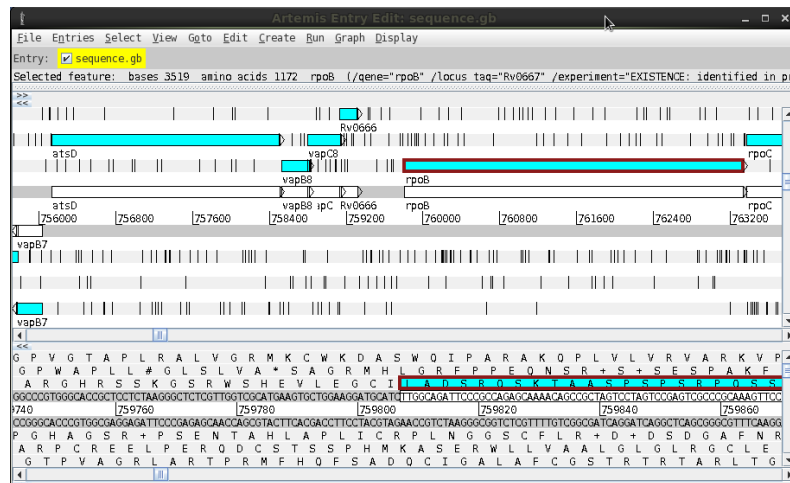 Artemis Entry Edit: sequence.gb
File Entries Select View Goto Edit Create Run Graph Display
Entry: sequence.gb
Selected feature: bases 3519 amino acids 1172 rpoB (/gene="rpoB" /locus tag="Rv0667" /experiment="EXISTENCE: identified in pr
>>
<<
Rv0666
atsD vapC8 rpoC
vapB8 rpoB
atsD vapB8 apC Rv0666 rpoB rpoC
756000 756800 757600 758400 759200 760000 760800 761600 762400 763200
vapB7
vapB7
<<
G P V G T A P L R A L V G R M K C W K D A S W Q I P A R A K Q P L V L V R V A R K V P
G P W A P L L # G L S L V A * S A G R M H L G R F P P E Q N S R + S + S E S P A K F
A R G H R S S K G S R W S H E V L E G C I L A D S R Q S K T A A S P S P S R P Q S S
GGCCCGTGGGCACCGCTCCTCTAAGGGCTCTCGTTGGTCGCATGAAGTGCTGGAAGGATGCATCTTGGCAGATTCCCGCCAGAGCAAAACAGCCGCTAGTCCTAGTCCGAGTCGCCCGCAAAGTTCC
9740 759760 759780 759800 759820 759840 759860
CCGGGCACCCGTGGCGAGGAGATTCCCGAGAGCAACCAGCGTACTTCACGACCTTCCTACGTAGAACCGTCTAAGGGCGGTCTCGTTTTGTCGGCGATCAGGATCAGGCTCAGCGGGCGTTTCAAGG
P G H A G S R + P S E N T A H L A P L I C R P L N G G S C F L R + D + D S D G A F N R
A R P C R E E L P E R Q D C S T S S P H M K A S E R W L L V A A L G L G L R G C L E
G T P V A G R L A R T P R M F H Q F S A D Q C I G A L A F C G S T R T R T A R L T G